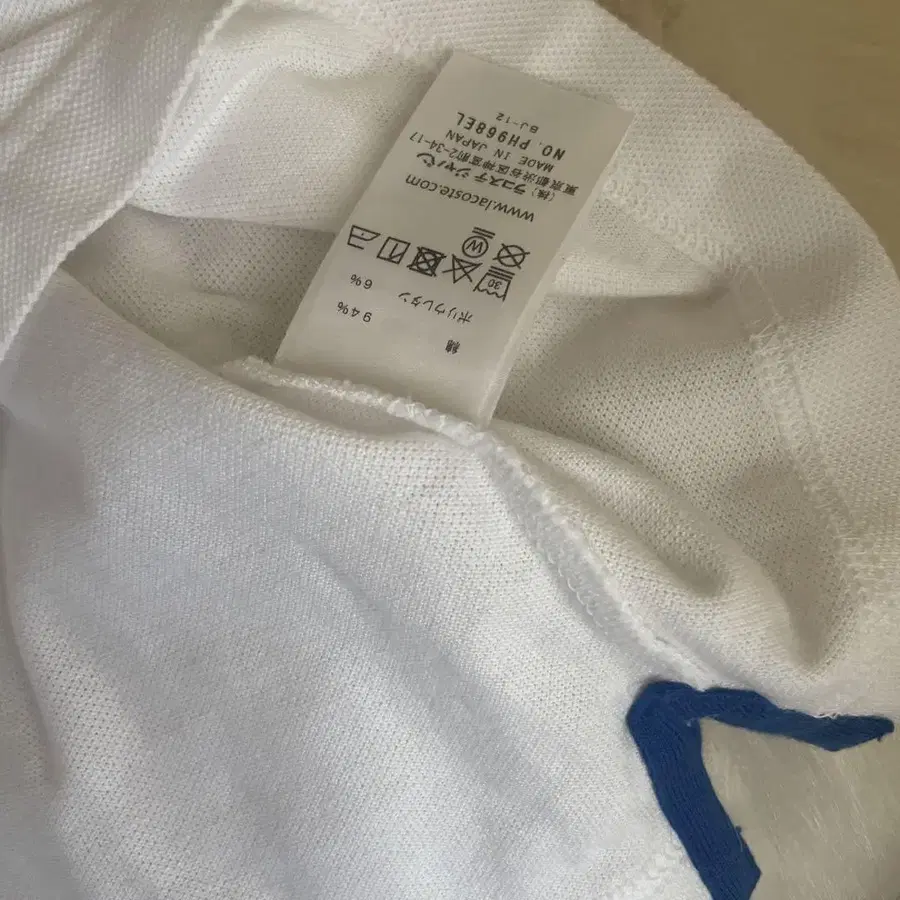 綿 94%
ポリウレタン 6%
30
W
www.lacoste.com
(株)ラコステ ジャパン
東京都渋谷区神宮前2-34-17
MADE IN JAPAN
NO. PH968EL
BJ-12